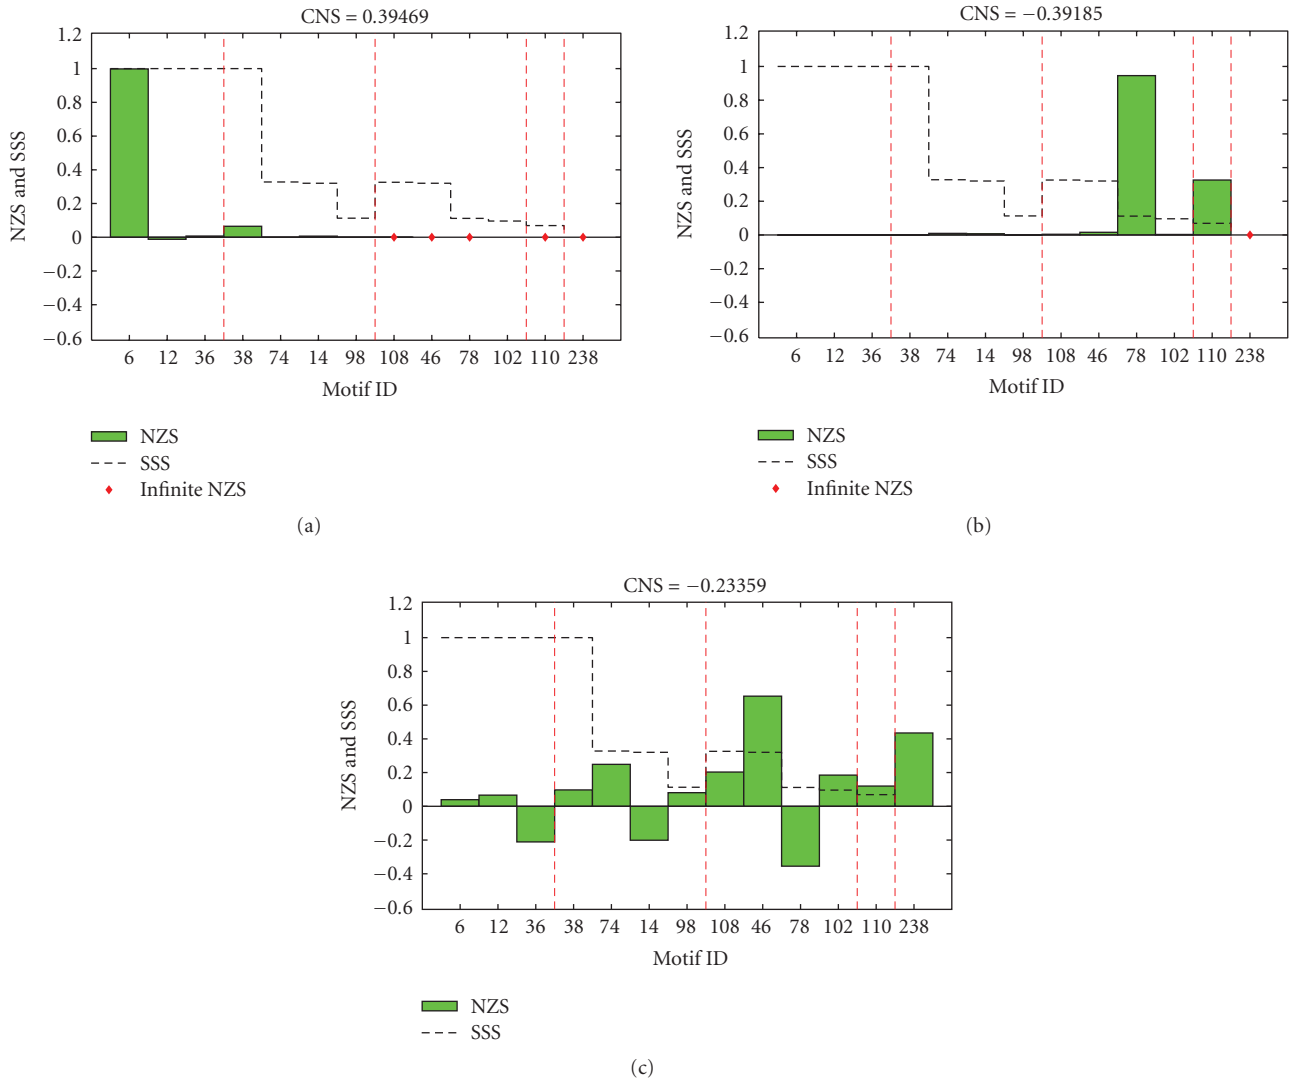 CNS = 0.39469
1.2
1
0.8
0.6
0.4
0.2
0
−0.2
−0.4
−0.6
NZS and SSS
6 12 36 38 74 14 98 108 46 78 102 110 238
Motif ID
NZS
SSS
Infinite NZS
(a)
CNS = −0.39185
1.2
1
0.8
0.6
0.4
0.2
0
−0.2
−0.4
−0.6
NZS and SSS
6 12 36 38 74 14 98 108 46 78 102 110 238
Motif ID
NZS
SSS
Infinite NZS
(b)
CNS = −0.23359
1.2
1
0.8
0.6
0.4
0.2
0
−0.2
−0.4
−0.6
NZS and SSS
6 12 36 38 74 14 98 108 46 78 102 110 238
Motif ID
NZS
SSS
(c)